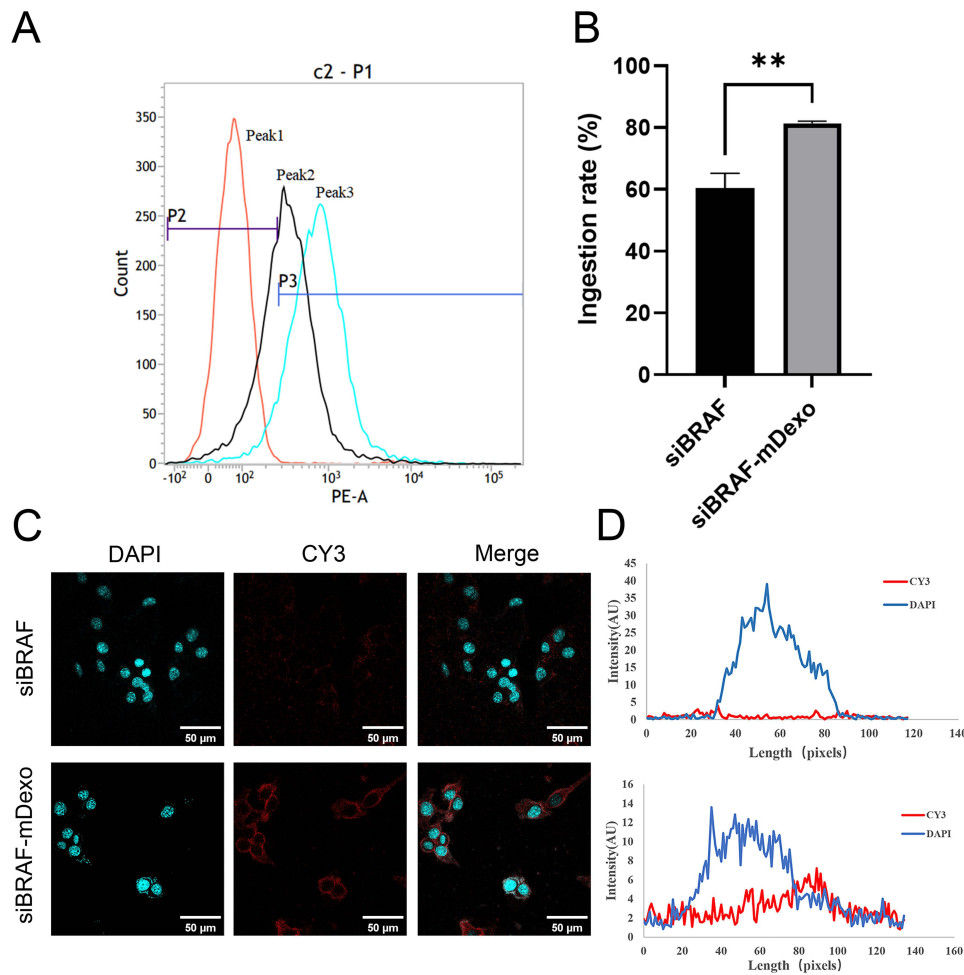 A
c2 - P1
Count
350
300
250
200
150
100
50
0
Peak1
Peak2
Peak3
P2
P3
-10² 0 10² 10³ 10⁴ 10⁵
PE-A
B
**
Ingestion rate (%)
100
80
60
40
20
0
siBRAF
siBRAF-mDexo
C
DAPI CY3 Merge
siBRAF
50 μm 50 μm 50 μm
siBRAF-mDexo
50 μm 50 μm 50 μm
D
Intensity(AU)
45
40
35
30
25
20
15
10
5
0
CY3
DAPI
0 20 40 60 80 100 120 140
Length (pixels)
Intensity(AU)
16
14
12
10
8
6
4
2
0
CY3
DAPI
0 20 40 60 80 100 120 140 160
Length (pixels)